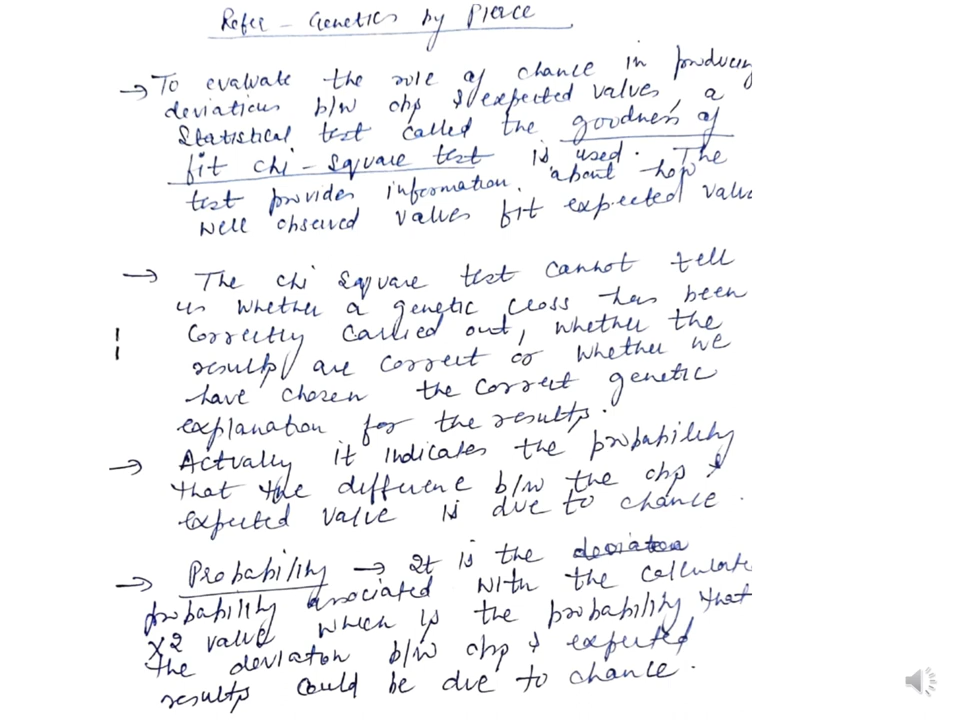 Refer - Genetics by Pierce
→ To evaluate the role of chance in producing
deviations b/w obs & expected values, a
Statistical test called the goodness of
fit chi-square test is used. The
test provides information about how
well observed values fit expected value
→ The chi square test cannot tell
us whether a genetic cross has been
correctly carried out, whether the
results are correct or whether we
have chosen the correct genetic
explanation for the results.
→ Actually it indicates the probability
that the difference b/w the obs &
expected value is due to chance.
→ Probability → It is the
probability associated with the calculate
X2 value which is the probability that
the deviation b/w obs & expected
results could be due to chance.